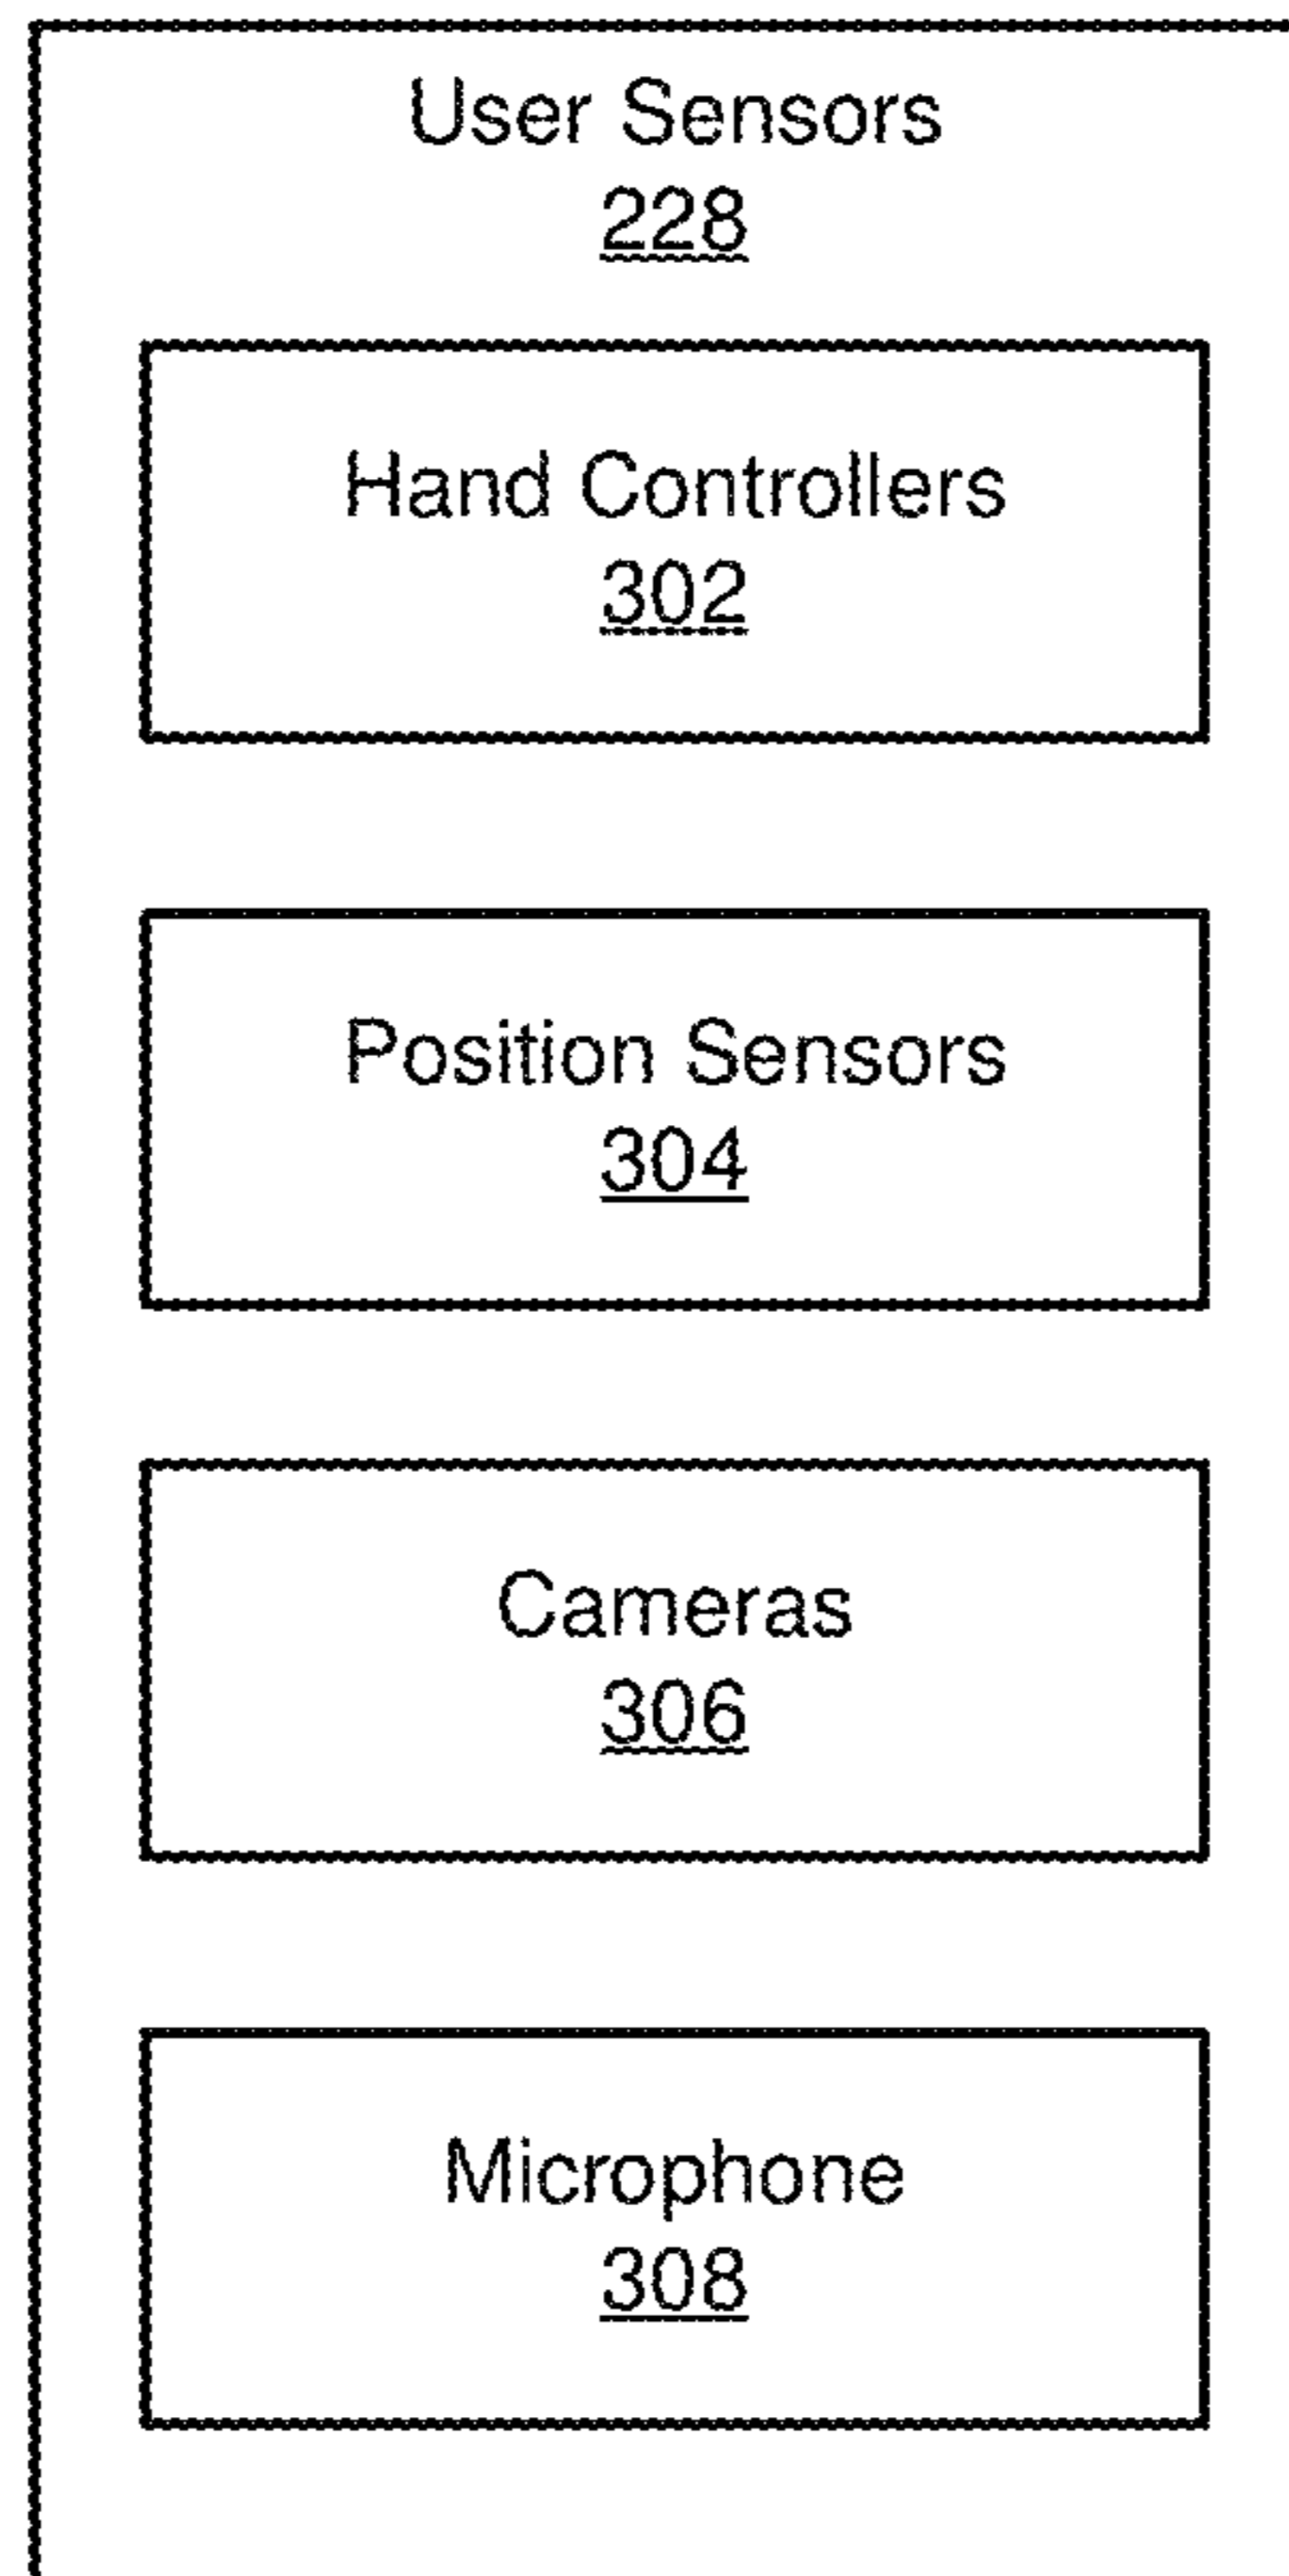 User Sensors
228
Hand Controllers
302
Position Sensors
304
Cameras
306
Microphone
308